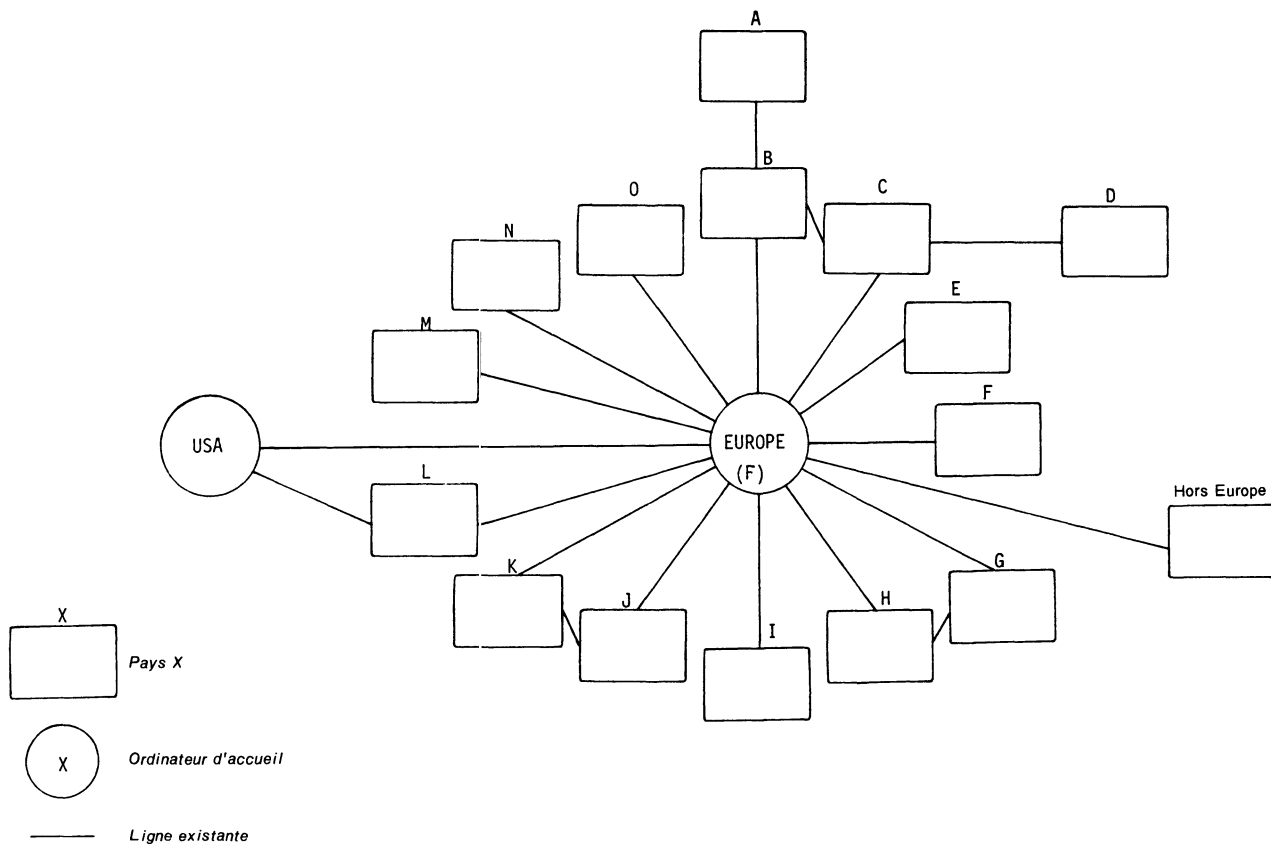 A
B
O
C
D
N
E
M
F
USA
EUROPE
(F)
L
Hors Europe
K
G
J
H
I
X
Pays X
X
Ordinateur d'accueil
Ligne existante